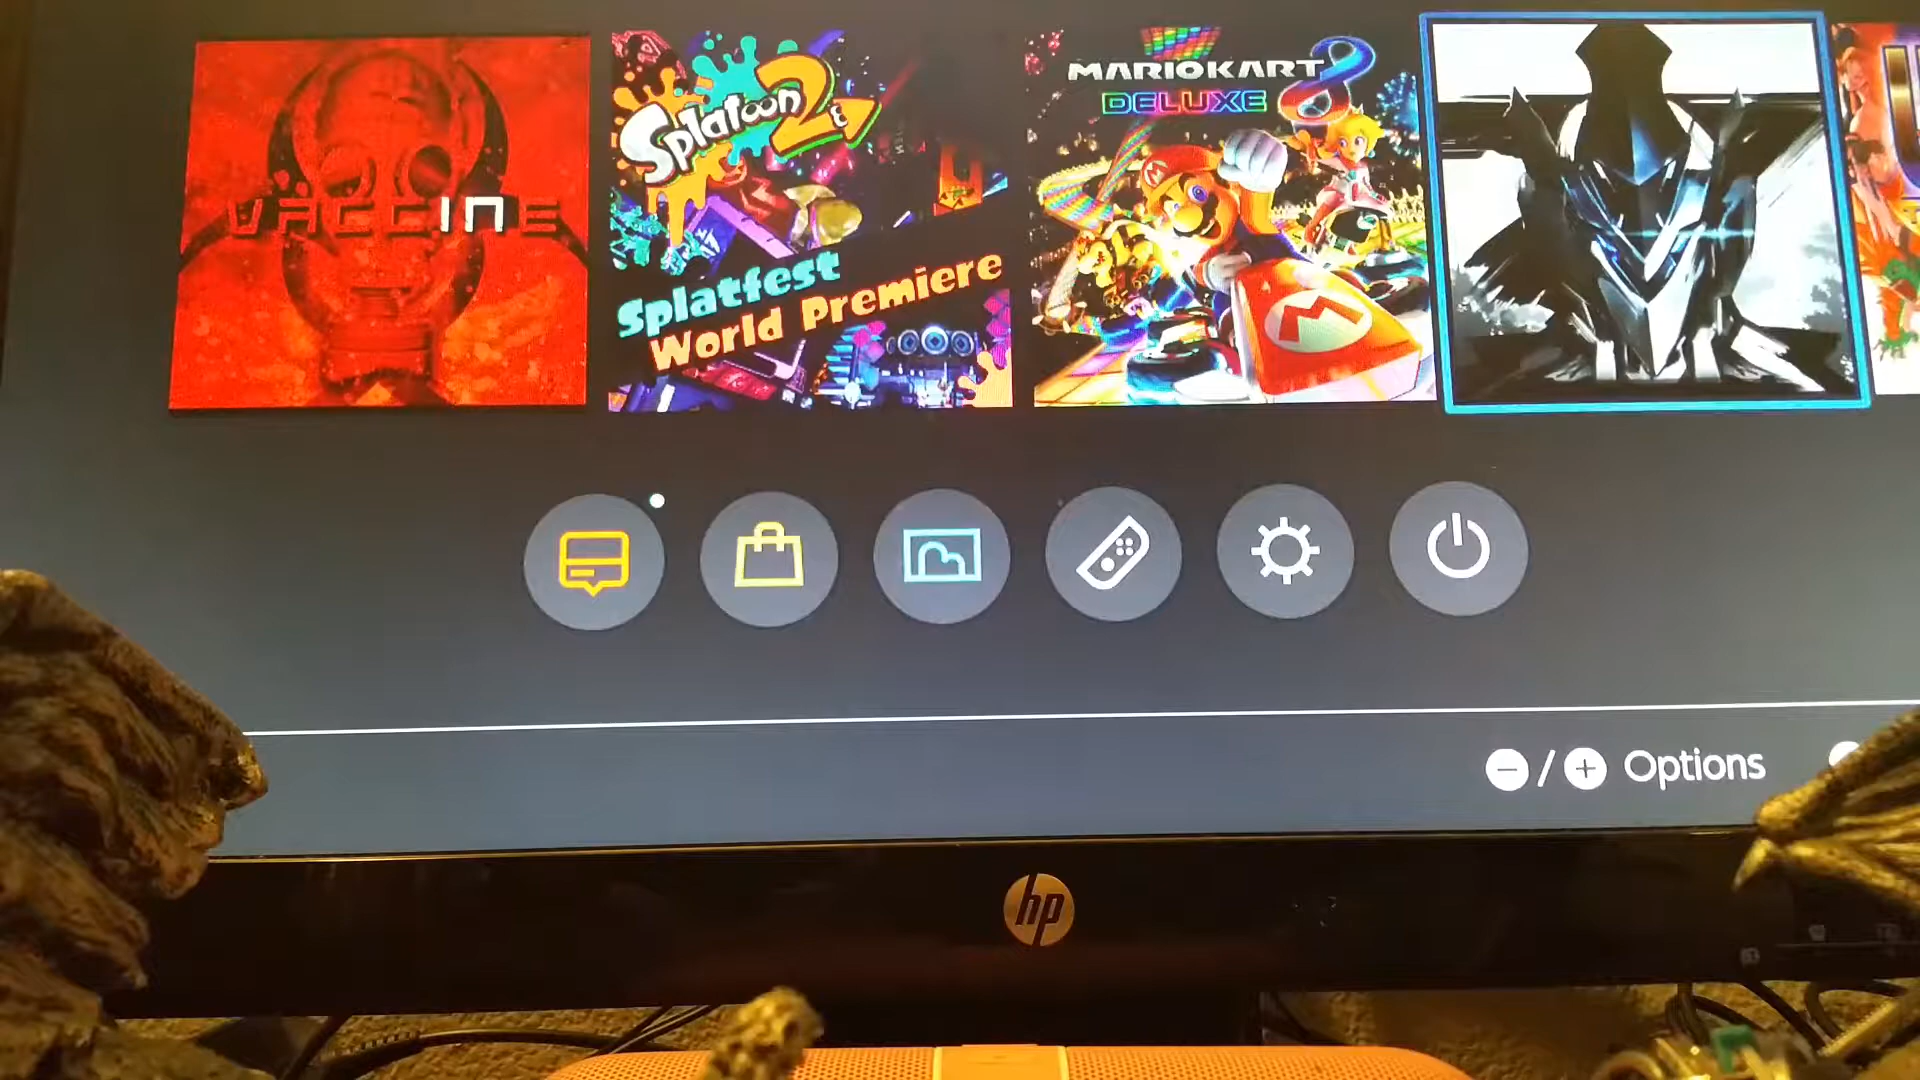 VACCINE
Splatoon 2
Splatfest
World Premiere
MARIOKART 8
DELUXE
M
M
Options
hp